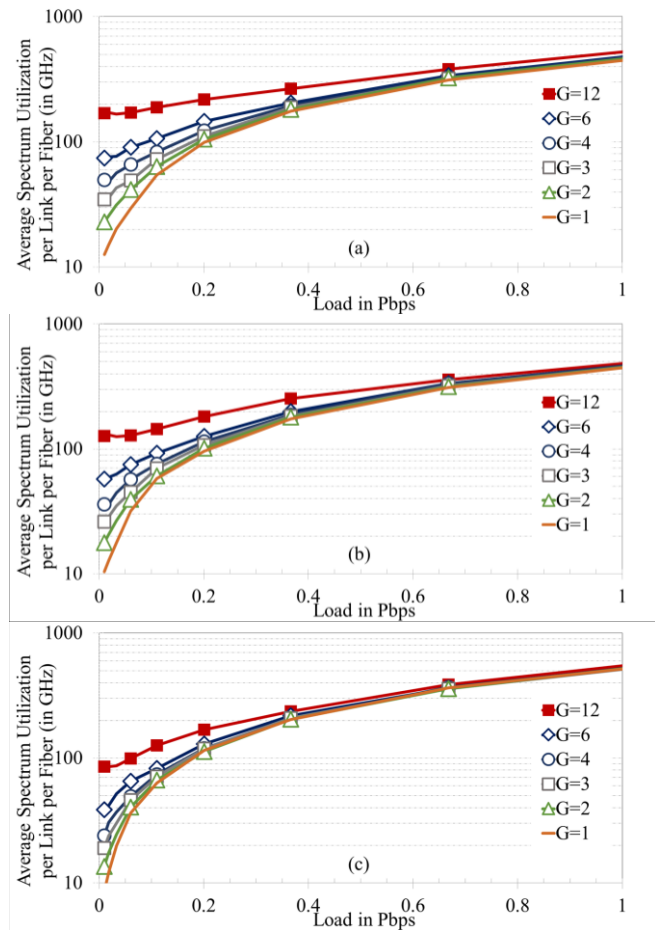 1000
100
10
Average Spectrum Utilization
per Link per Fiber (in GHz)
G=12
G=6
G=4
G=3
G=2
G=1
(a)
0 0.2 0.4 0.6 0.8 1
Load in Pbps
1000
100
10
Average Spectrum Utilization
per Link per Fiber (in GHz)
G=12
G=6
G=4
G=3
G=2
G=1
(b)
0 0.2 0.4 0.6 0.8 1
Load in Pbps
1000
100
10
Average Spectrum Utilization
per Link per Fiber (in GHz)
G=12
G=6
G=4
G=3
G=2
G=1
(c)
0 0.2 0.4 0.6 0.8 1
Load in Pbps